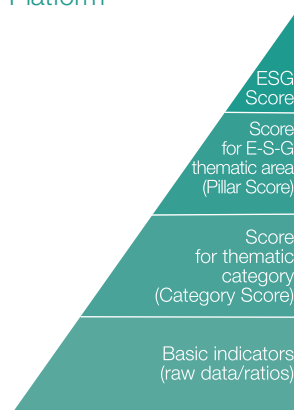 Platform
ESG
Score
Score
for E-S-G
thematic area
(Pillar Score)
Score
for thematic
category
(Category Score)
Basic indicators
(raw data/ratios)